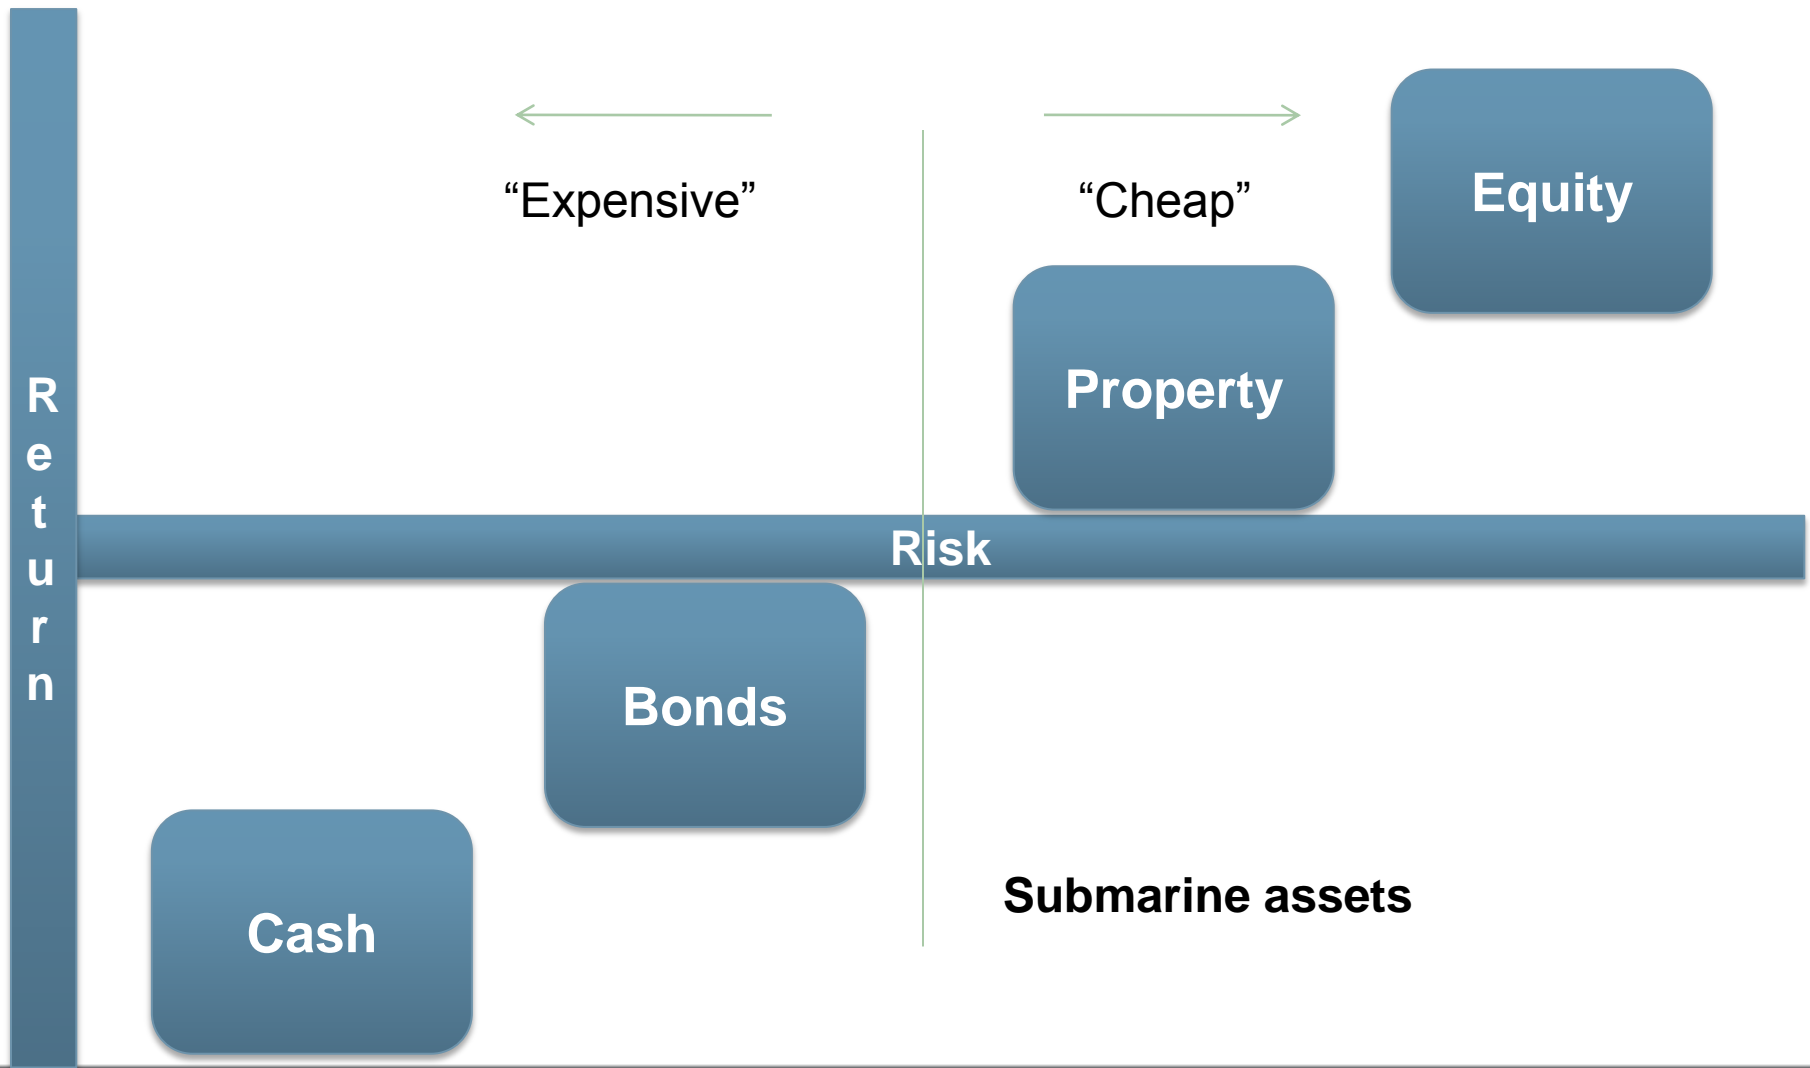 “Expensive”
“Cheap”
Equity
Property
Return
Risk
Bonds
Submarine assets
Cash